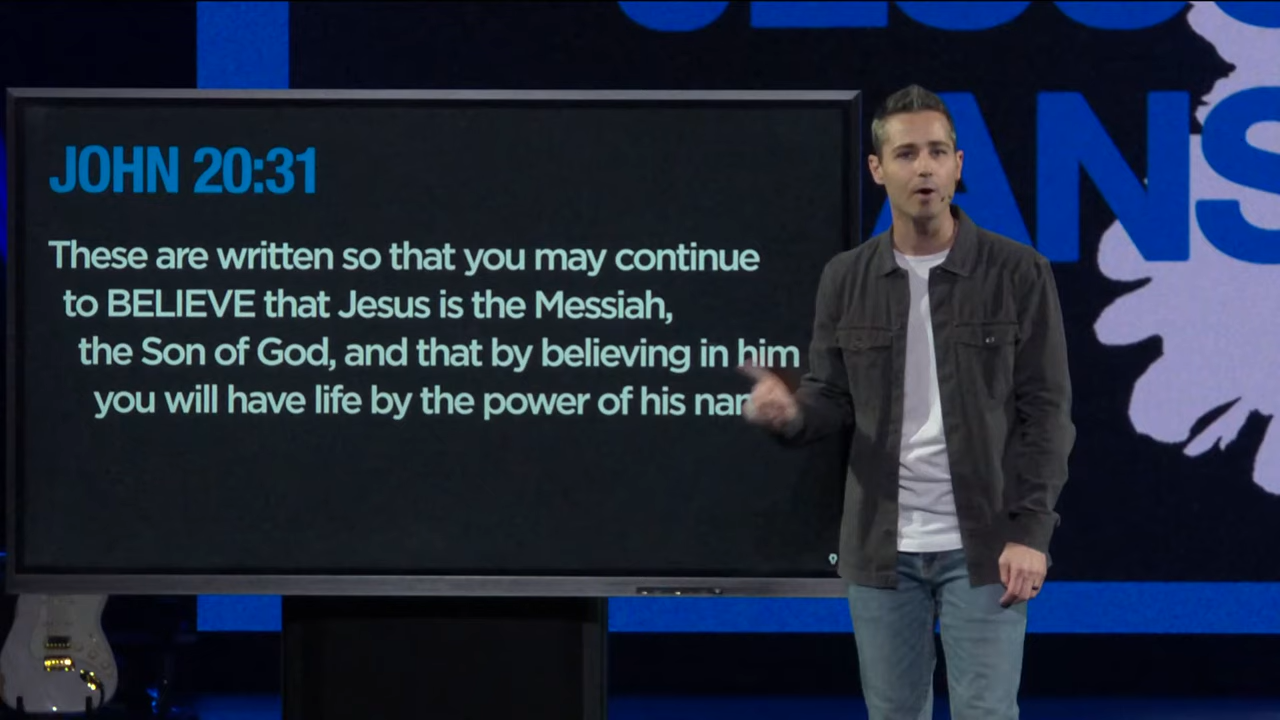 JOHN 20:31
These are written so that you may continue
to BELIEVE that Jesus is the Messiah,
the Son of God, and that by believing in him
you will have life by the power of his